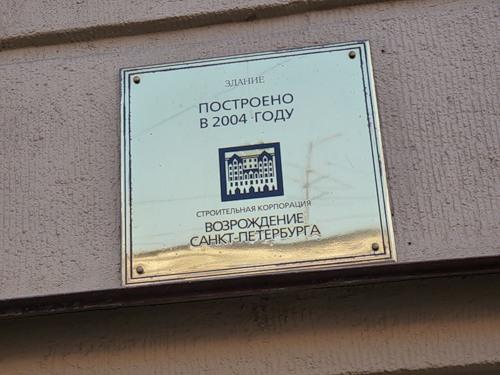 ЗДАНИЕ
ПОСТРОЕНО
В 2004 ГОДУ
СТРОИТЕЛЬНАЯ КОРПОРАЦИЯ
ВОЗРОЖДЕНИЕ
САНКТ-ПЕТЕРБУРГА